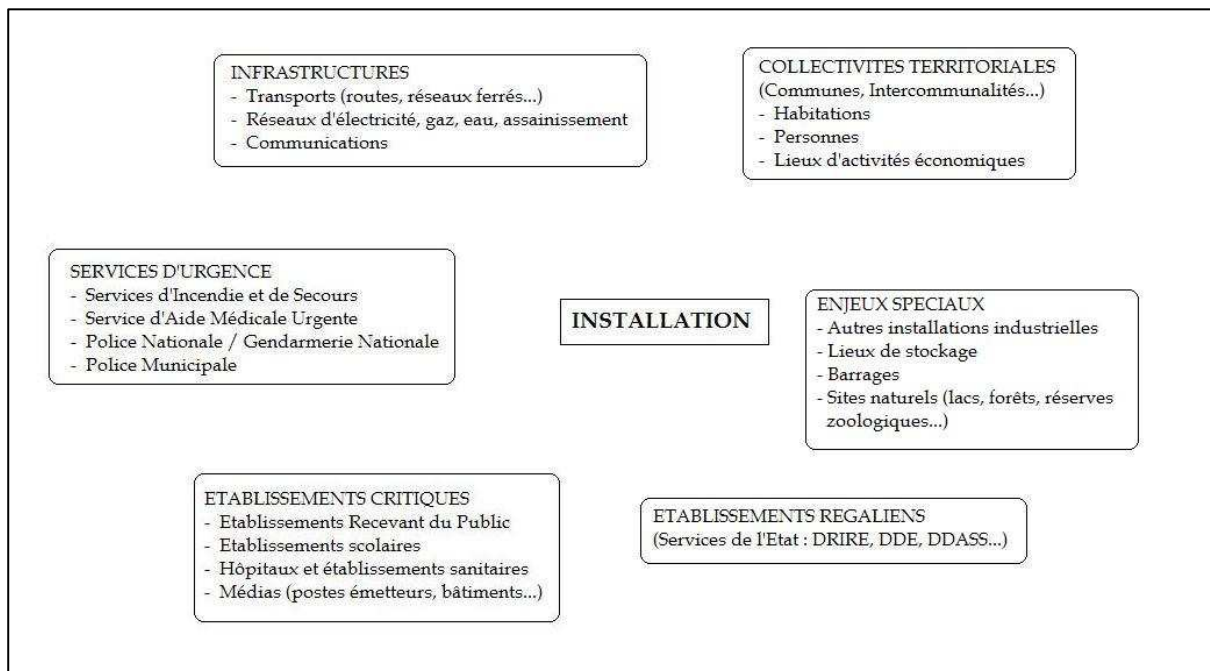 INFRASTRUCTURES
- Transports (routes, réseaux ferrés...)
- Réseaux d'électricité, gaz, eau, assainissement
- Communications
COLLECTIVITES TERRITORIALES
(Communes, Intercommunalités...)
- Habitations
- Personnes
- Lieux d'activités économiques
SERVICES D'URGENCE
- Services d'Incendie et de Secours
- Service d'Aide Médicale Urgente
- Police Nationale / Gendarmerie Nationale
- Police Municipale
INSTALLATION
ENJEUX SPECIAUX
- Autres installations industrielles
- Lieux de stockage
- Barrages
- Sites naturels (lacs, forêts, réserves
zoologiques...)
ETABLISSEMENTS CRITIQUES
- Etablissements Recevant du Public
- Etablissements scolaires
- Hôpitaux et établissements sanitaires
- Médias (postes émetteurs, bâtiments...)
ETABLISSEMENTS REGALIENS
(Services de l'Etat : DRIRE, DDE, DDASS...)